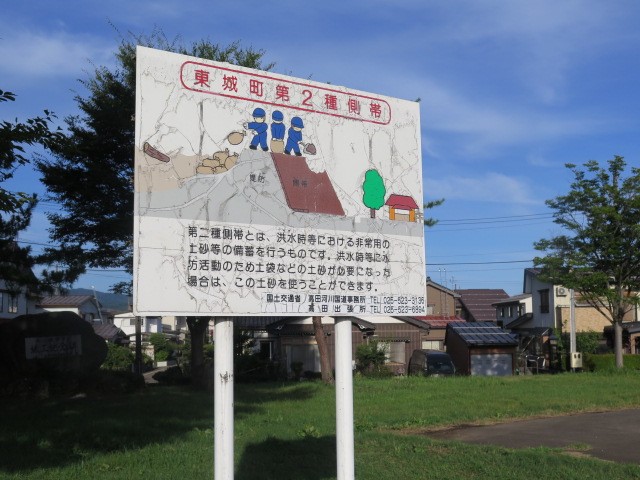 東城町第2種側帯
堤防
側帯
第二種側帯とは、洪水時等における非常用の
土砂等の備蓄を行うものです。洪水時等に水
防活動のため土袋などの土砂が必要になった
場合は、この土砂を使うことができます。
国土交通省 高田河川国道事務所 TEL 025-523-3136
高田出張所 TEL 025-523-6994